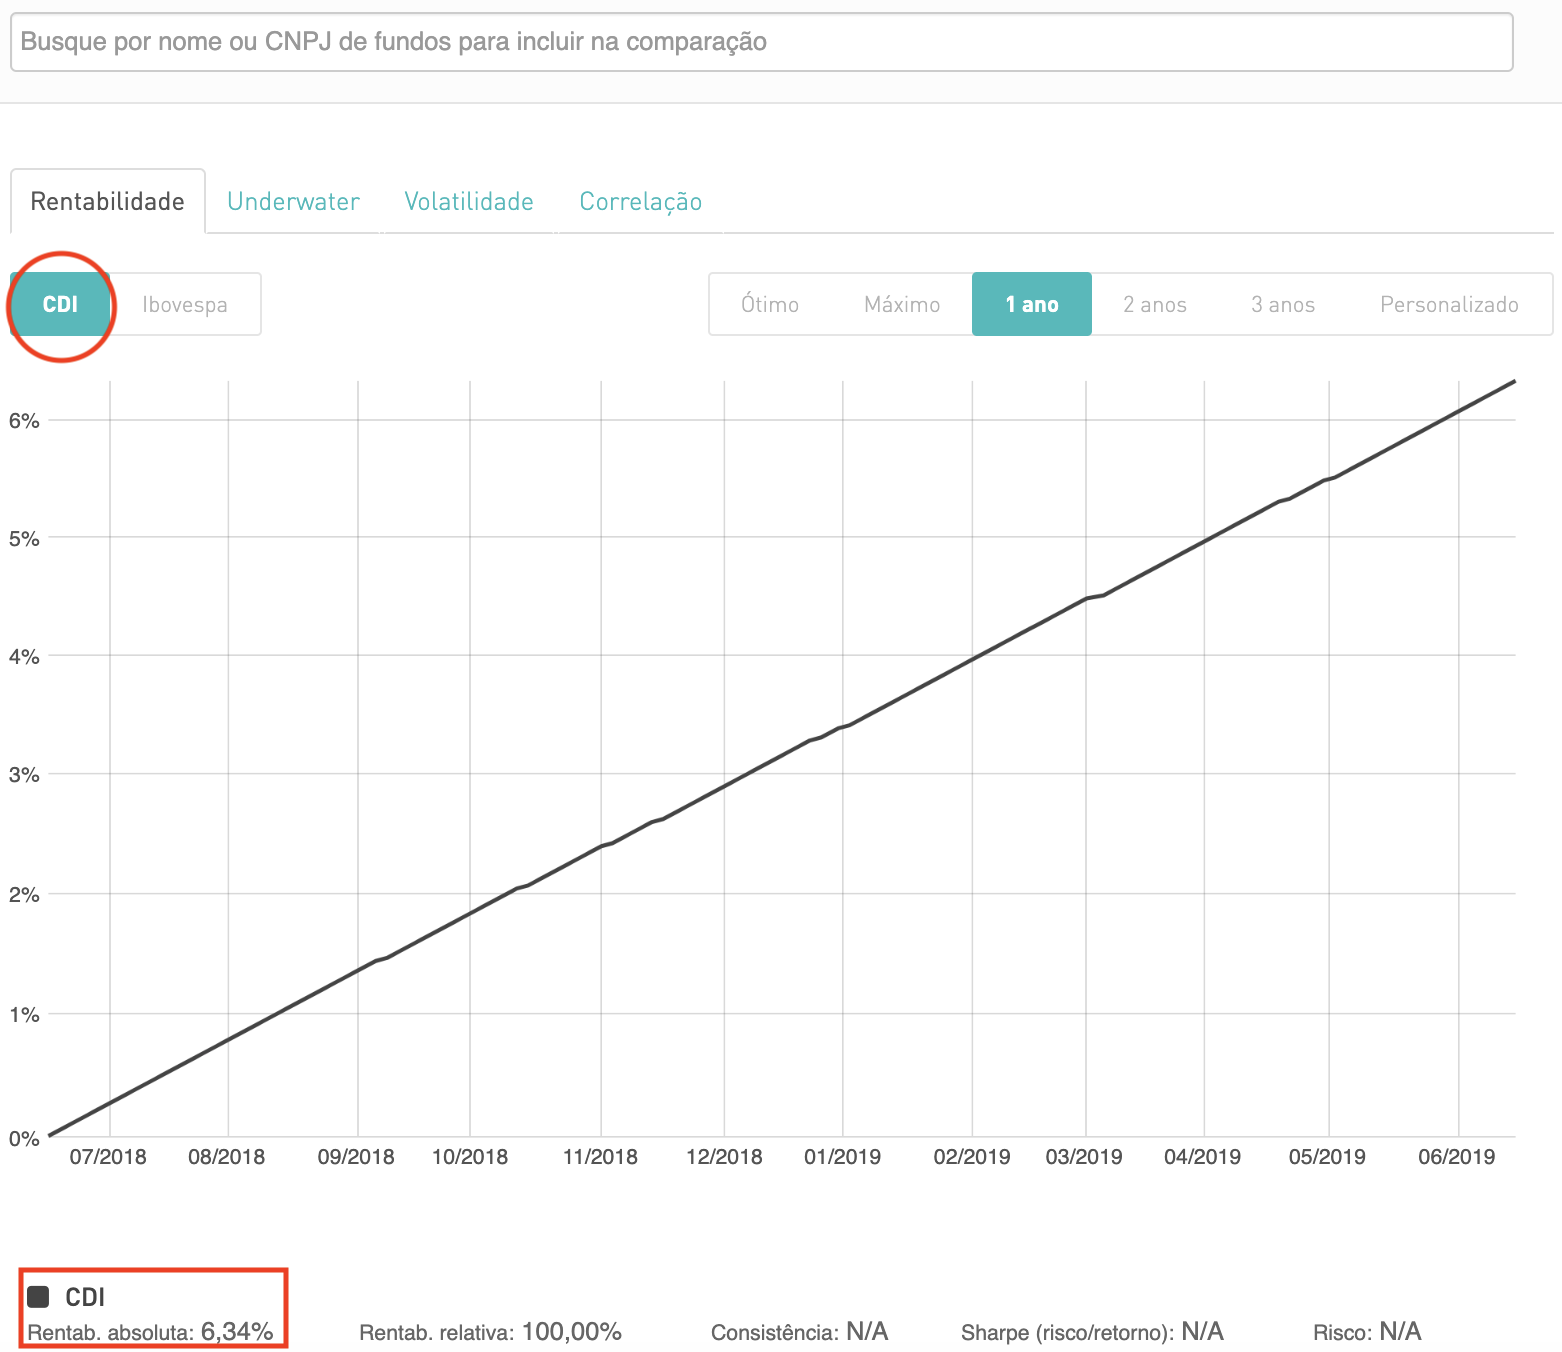 Busque por nome ou CNPJ de fundos para incluir na comparação
Rentabilidade Underwater Volatilidade Correlação
CDI Ibovespa Ótimo Máximo 1 ano 2 anos 3 anos Personalizado
6%
5%
4%
3%
2%
1%
0%
07/2018 08/2018 09/2018 10/2018 11/2018 12/2018 01/2019 02/2019 03/2019 04/2019 05/2019 06/2019
CDI
Rentab. absoluta: 6,34% Rentab. relativa: 100,00% Consistência: N/A Sharpe (risco/retorno): N/A Risco: N/A